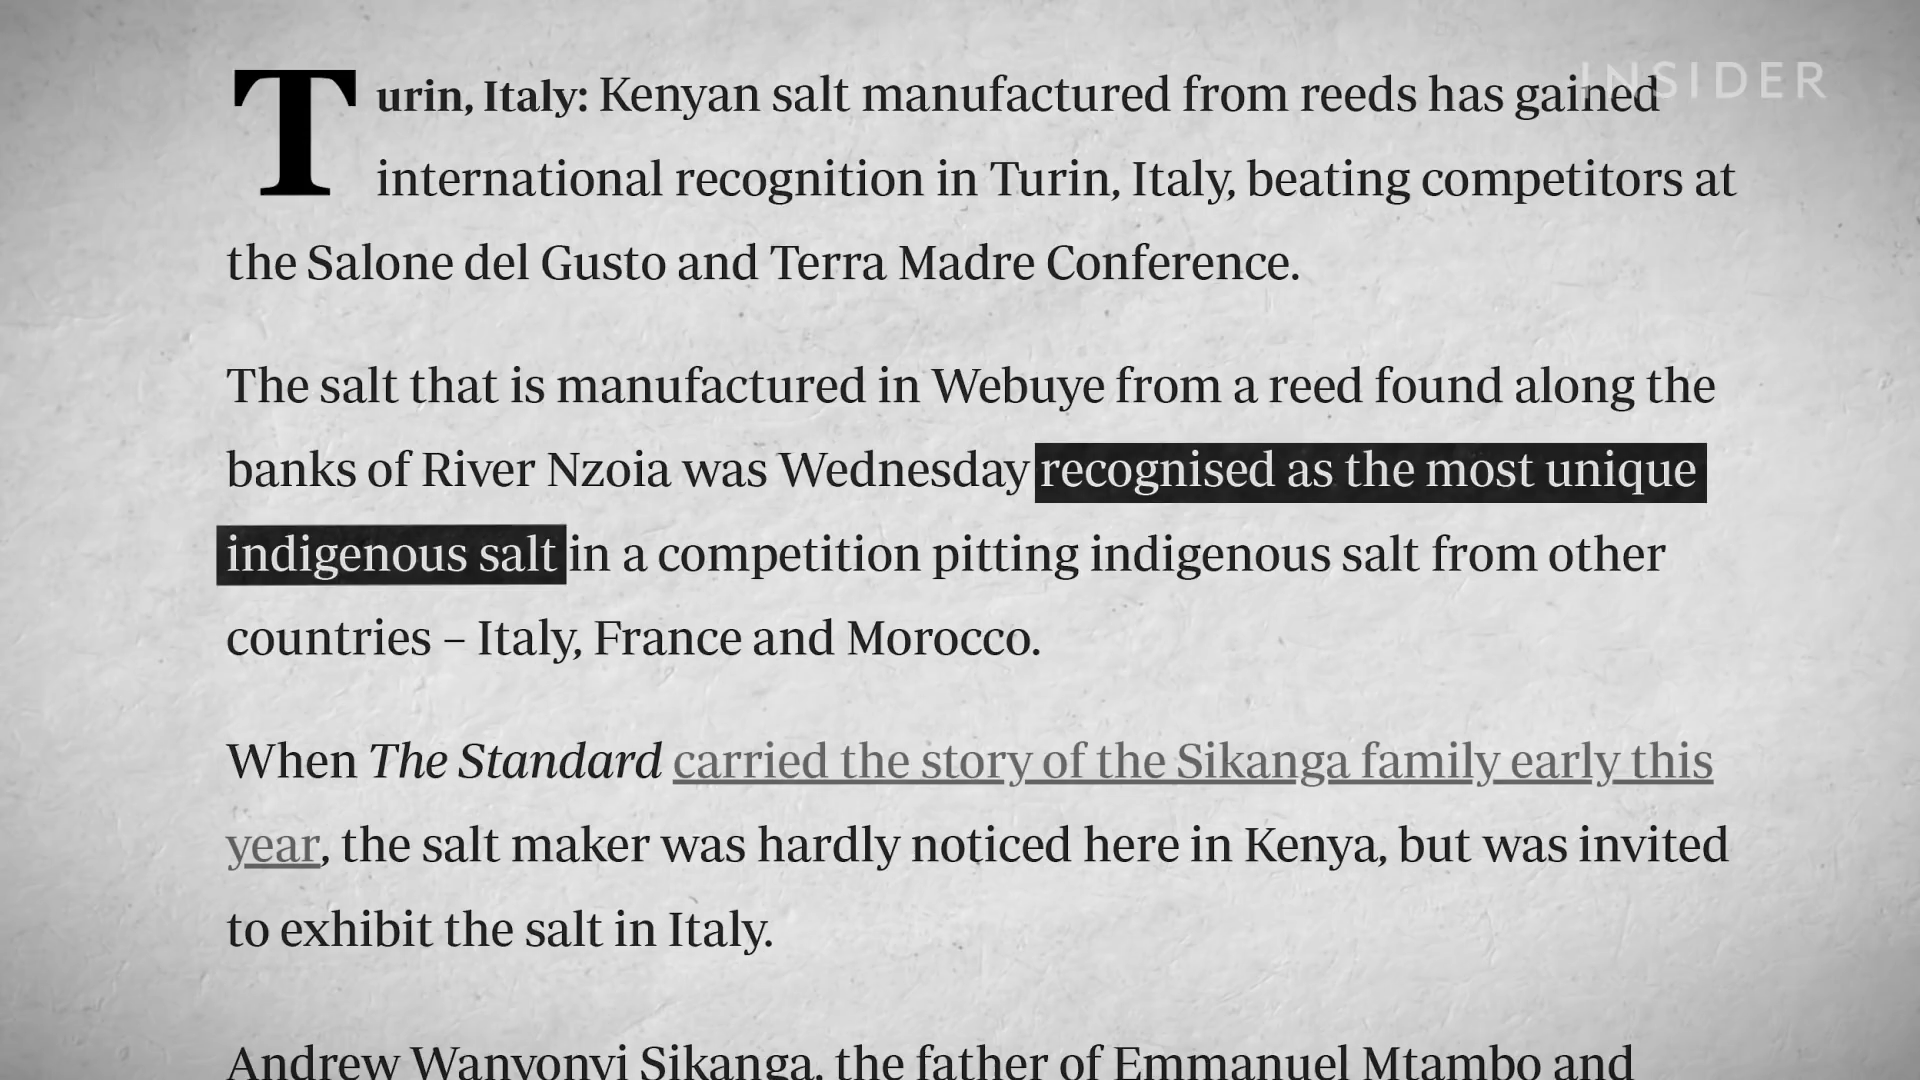 Turin, Italy: Kenyan salt manufactured from reeds has gained
INSIDER
international recognition in Turin, Italy, beating competitors at
the Salone del Gusto and Terra Madre Conference.
The salt that is manufactured in Webuye from a reed found along the
banks of River Nzoia was Wednesday recognised as the most unique
indigenous salt in a competition pitting indigenous salt from other
countries – Italy, France and Morocco.
When The Standard carried the story of the Sikanga family early this
year, the salt maker was hardly noticed here in Kenya, but was invited
to exhibit the salt in Italy.
Andrew Wanyonyi Sikanga, the father of Emmanuel Mtambo and